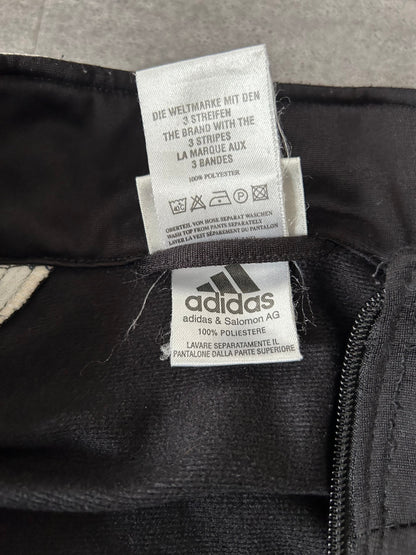 DIE WELTMARKE MIT DEN
3 STREIFEN
THE BRAND WITH THE
3 STRIPES
LA MARQUE AUX
3 BANDES
100% POLYESTER
OBERTEIL VON HOSE SEPARAT WASCHEN
WASH TOP FROM PANTS SEPARATELY
LAVER LA VESTE SEPAREMENT DU PANTALON
adidas
adidas & Salomon AG
100% POLIESTERE
LAVARE SEPARATAMENTE IL
PANTALONE DALLA PARTE SUPERIORE